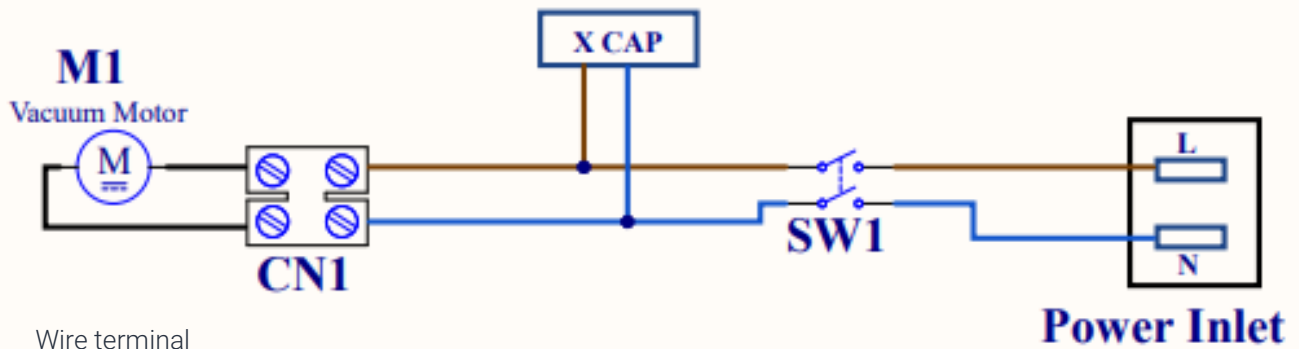 X CAP
M1
Vacuum Motor
M
L
SW1
CN1
N
Power Inlet
Wire terminal